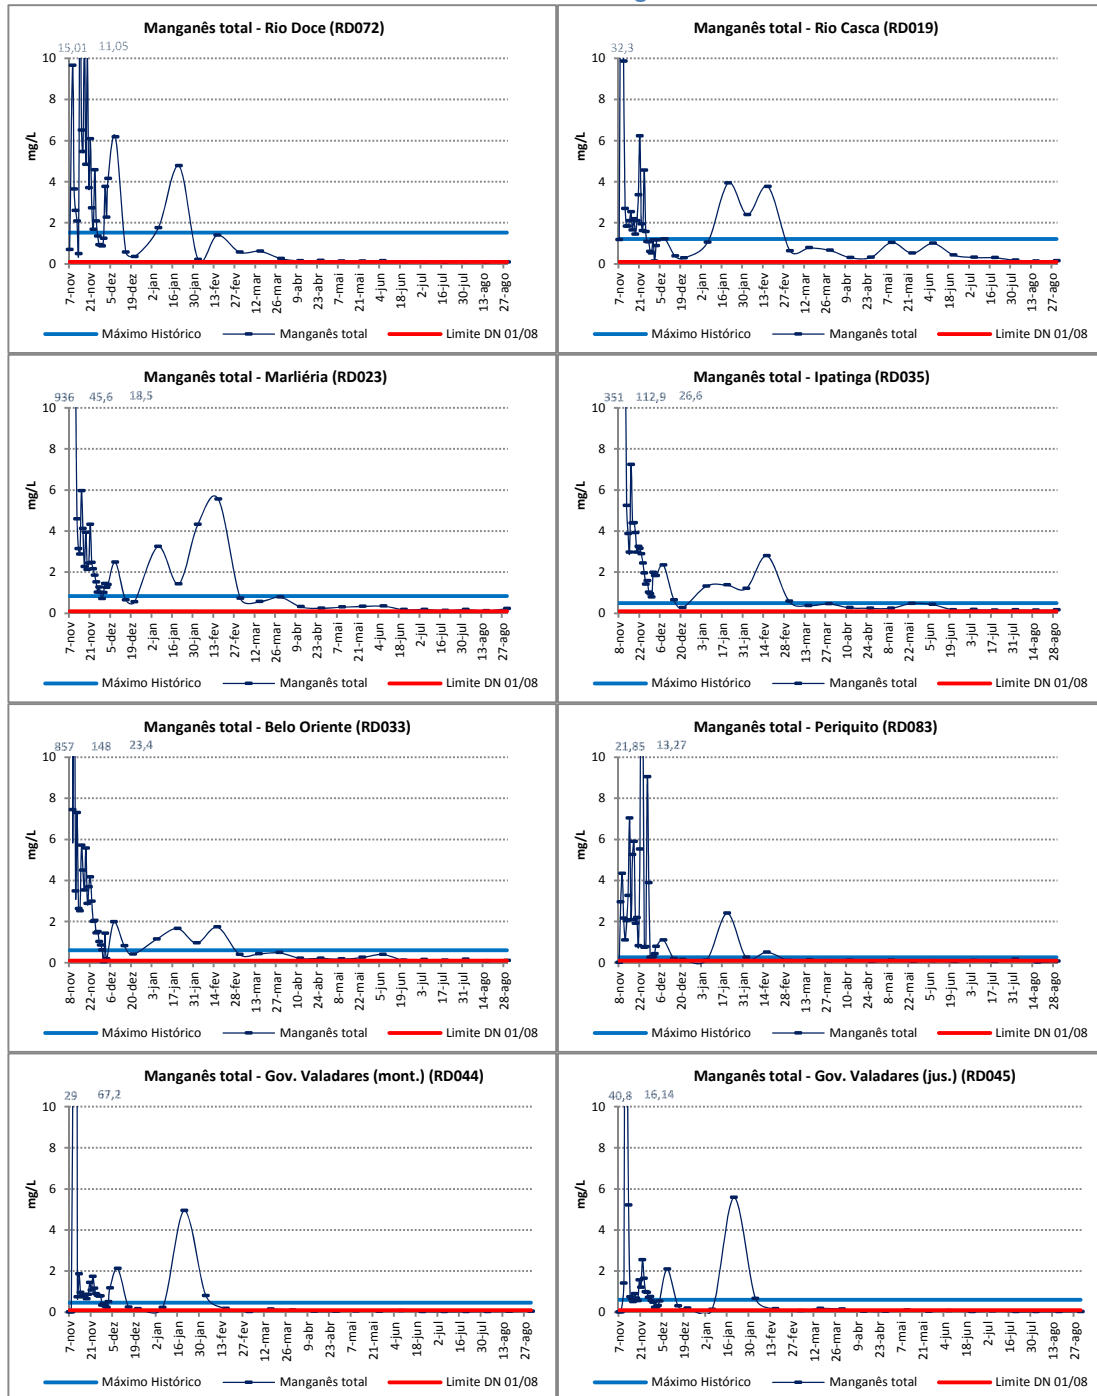 Manganês total - Rio Doce (RD072)
15,01 11,05
10
8
6
4
2
0
mg/L
7-nov 21-nov 5-dez 19-dez 2-jan 16-jan 30-jan 13-fev 27-fev 12-mar 26-mar 9-abr 23-abr 7-mai 21-mai 4-jun 18-jun 2-jul 16-jul 30-jul 13-ago 27-ago
Máximo Histórico Manganês total Limite DN 01/08
Manganês total - Rio Casca (RD019)
32,3
10
8
6
4
2
0
mg/L
7-nov 21-nov 5-dez 19-dez 2-jan 16-jan 30-jan 13-fev 27-fev 12-mar 26-mar 9-abr 23-abr 7-mai 21-mai 4-jun 18-jun 2-jul 16-jul 30-jul 13-ago 27-ago
Máximo Histórico Manganês total Limite DN 01/08
Manganês total - Marliéria (RD023)
936 45,6 18,5
10
8
6
4
2
0
mg/L
7-nov 21-nov 5-dez 19-dez 2-jan 16-jan 30-jan 13-fev 27-fev 12-mar 26-mar 9-abr 23-abr 7-mai 21-mai 4-jun 18-jun 2-jul 16-jul 30-jul 13-ago 27-ago
Máximo Histórico Manganês total Limite DN 01/08
Manganês total - Ipatinga (RD035)
351 112,9 26,6
10
8
6
4
2
0
mg/L
8-nov 22-nov 6-dez 20-dez 3-jan 17-jan 31-jan 14-fev 28-fev 13-mar 27-mar 10-abr 24-abr 8-mai 22-mai 5-jun 19-jun 3-jul 17-jul 31-jul 14-ago 28-ago
Máximo Histórico Manganês total Limite DN 01/08
Manganês total - Belo Oriente (RD033)
857 148 23,4
10
8
6
4
2
0
mg/L
8-nov 22-nov 6-dez 20-dez 3-jan 17-jan 31-jan 14-fev 28-fev 13-mar 27-mar 10-abr 24-abr 8-mai 22-mai 5-jun 19-jun 3-jul 17-jul 31-jul 14-ago 28-ago
Máximo Histórico Manganês total Limite DN 01/08
Manganês total - Periquito (RD083)
21,85 13,27
10
8
6
4
2
0
mg/L
8-nov 22-nov 6-dez 20-dez 3-jan 17-jan 31-jan 14-fev 28-fev 13-mar 27-mar 10-abr 24-abr 8-mai 22-mai 5-jun 19-jun 3-jul 17-jul 31-jul 14-ago 28-ago
Máximo Histórico Manganês total Limite DN 01/08
Manganês total - Gov. Valadares (mont.) (RD044)
29 67,2
10
8
6
4
2
0
mg/L
7-nov 21-nov 5-dez 19-dez 2-jan 16-jan 30-jan 13-fev 27-fev 12-mar 26-mar 9-abr 23-abr 7-mai 21-mai 4-jun 18-jun 2-jul 16-jul 30-jul 13-ago 27-ago
Máximo Histórico Manganês total Limite DN 01/08
Manganês total - Gov. Valadares (jus.) (RD045)
40,8 16,14
10
8
6
4
2
0
mg/L
7-nov 21-nov 5-dez 19-dez 2-jan 16-jan 30-jan 13-fev 27-fev 12-mar 26-mar 9-abr 23-abr 7-mai 21-mai 4-jun 18-jun 2-jul 16-jul 30-jul 13-ago 27-ago
Máximo Histórico Manganês total Limite DN 01/08